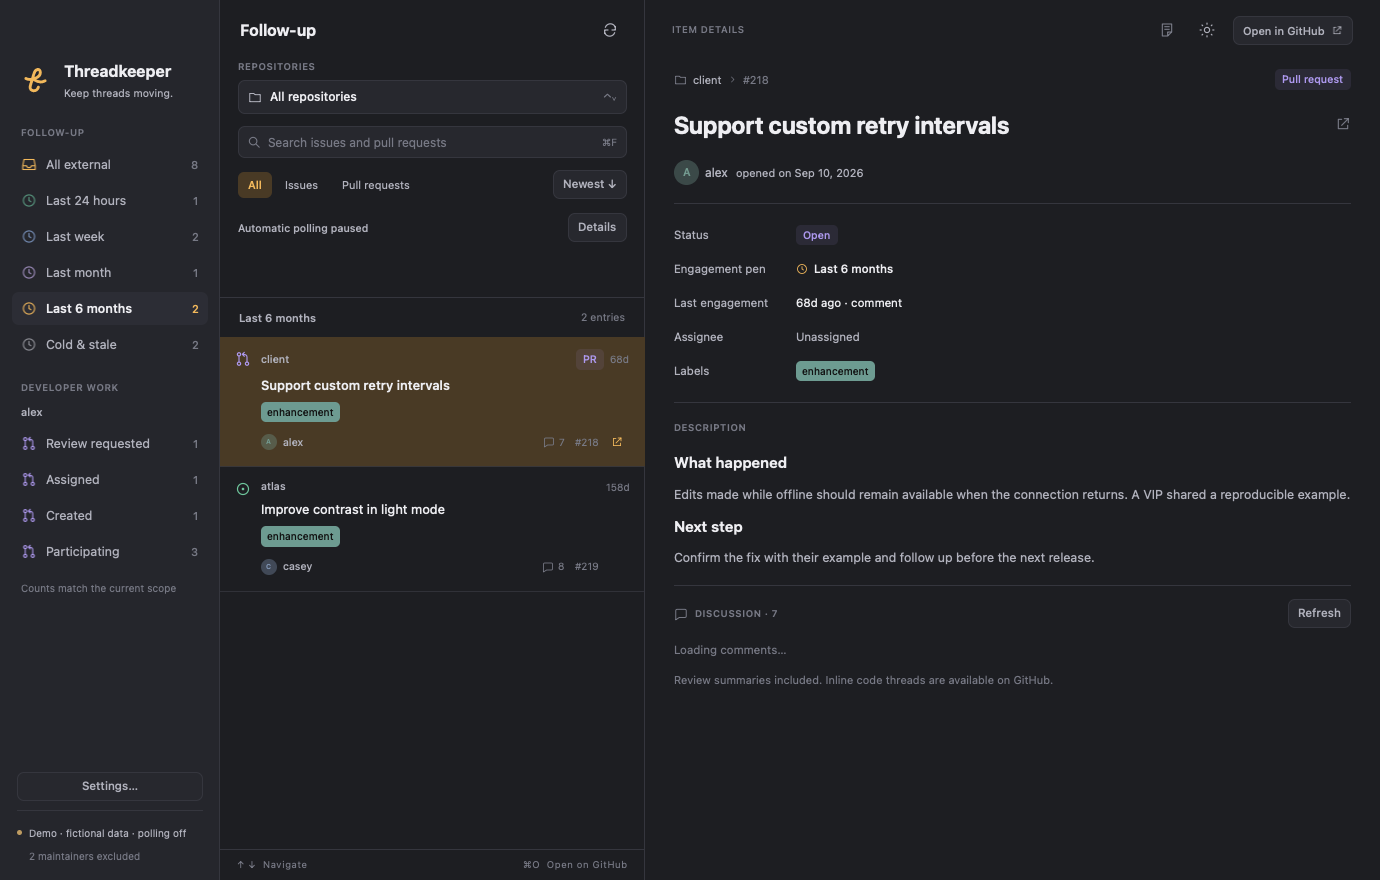 Threadkeeper
Keep threads moving.
FOLLOW-UP
All external 8
Last 24 hours 1
Last week 2
Last month 1
Last 6 months 2
Cold & stale 2
DEVELOPER WORK
alex
Review requested 1
Assigned 1
Created 1
Participating 3
Counts match the current scope
Settings...
Demo · fictional data · polling off
2 maintainers excluded
Follow-up
REPOSITORIES
All repositories
Search issues and pull requests ⌘F
All Issues Pull requests Newest ↓
Automatic polling paused Details
Last 6 months 2 entries
client PR 68d
Support custom retry intervals
enhancement
A alex 7 #218
atlas 158d
Improve contrast in light mode
enhancement
C casey 8 #219
↑ ↓ Navigate ⌘O Open on GitHub
ITEM DETAILS Open in GitHub
client > #218 Pull request
Support custom retry intervals
A alex opened on Sep 10, 2026
Status Open
Engagement pen Last 6 months
Last engagement 68d ago · comment
Assignee Unassigned
Labels enhancement
DESCRIPTION
What happened
Edits made while offline should remain available when the connection returns. A VIP shared a reproducible example.
Next step
Confirm the fix with their example and follow up before the next release.
DISCUSSION · 7 Refresh
Loading comments...
Review summaries included. Inline code threads are available on GitHub.